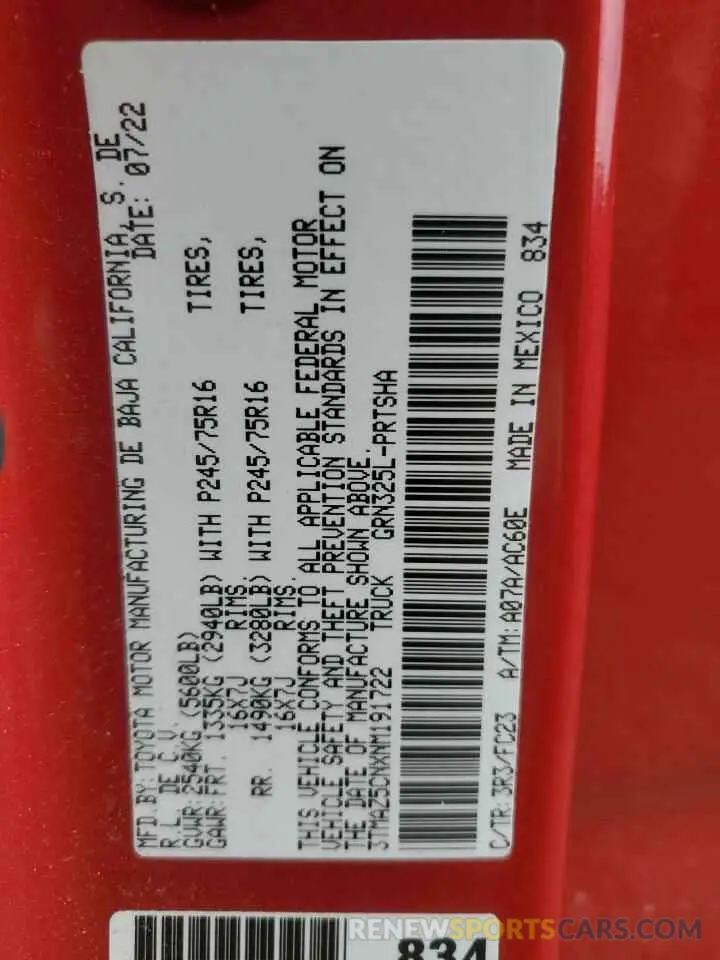 MFD.BY: TOYOTA MOTOR MANUFACTURING DE BAJA CALIFORNIA, S. DE
R.L. DE C.V. DATE: 07/22
GVWR: 2540KG (5600LB)
GAWR: FRT. 1335KG (2940LB) WITH P245/75R16 TIRES,
16X7J RIMS.
RR. 1490KG (3280LB) WITH P245/75R16 TIRES,
16X7J RIMS.
THIS VEHICLE CONFORMS TO ALL APPLICABLE FEDERAL MOTOR
VEHICLE SAFETY AND THEFT PREVENTION STANDARDS IN EFFECT ON
THE DATE OF MANUFACTURE SHOWN ABOVE.
3TMAZ5CNXNM191722 TRUCK GRN325L-PRTSHA
C/TR: 3R3/FC23 A/TM: A07A/AC60E MADE IN MEXICO 834
834
RENEWSPORTSCARS.COM